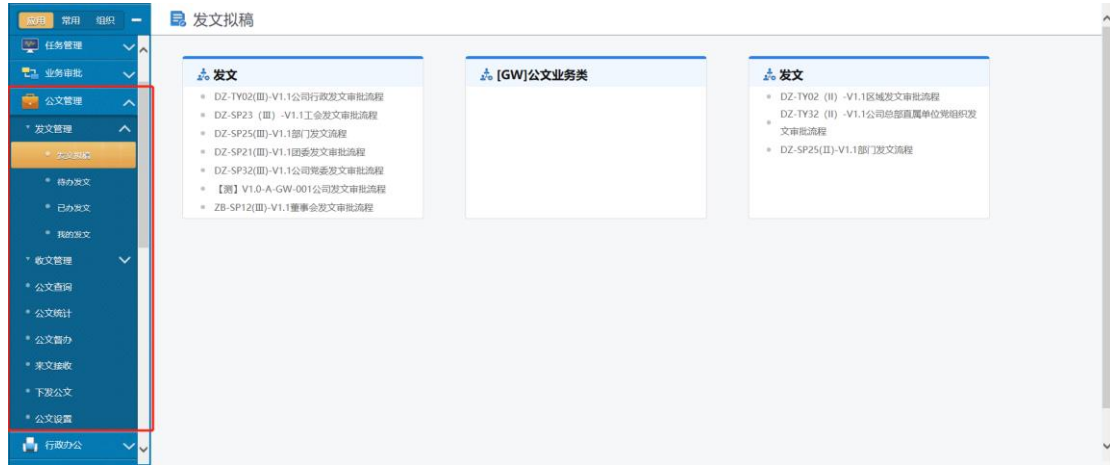 应用 常用 组织
任务管理
业务审批
公文管理
发文管理
发文拟稿
待办发文
已办发文
我的发文
收文管理
公文查询
公文统计
公文督办
来文接收
下发公文
公文设置
行政办公
发文拟稿
发文
DZ-TY02(III)-V1.1公司行政发文审批流程
DZ-SP23（III）-V1.1工会发文审批流程
DZ-SP25(III)-V1.1部门发文流程
DZ-SP21(III)-V1.1团委发文审批流程
DZ-SP32(III)-V1.1公司党委发文审批流程
【测】V1.0-A-GW-001公司发文审批流程
ZB-SP12(III)-V1.1董事会发文审批流程
[GW]公文业务类
发文
DZ-TY02（II）-V1.1区域发文审批流程
DZ-TY32（II）-V1.1公司总部直属单位党组织发
文审批流程
DZ-SP25(II)-V1.1部门发文流程